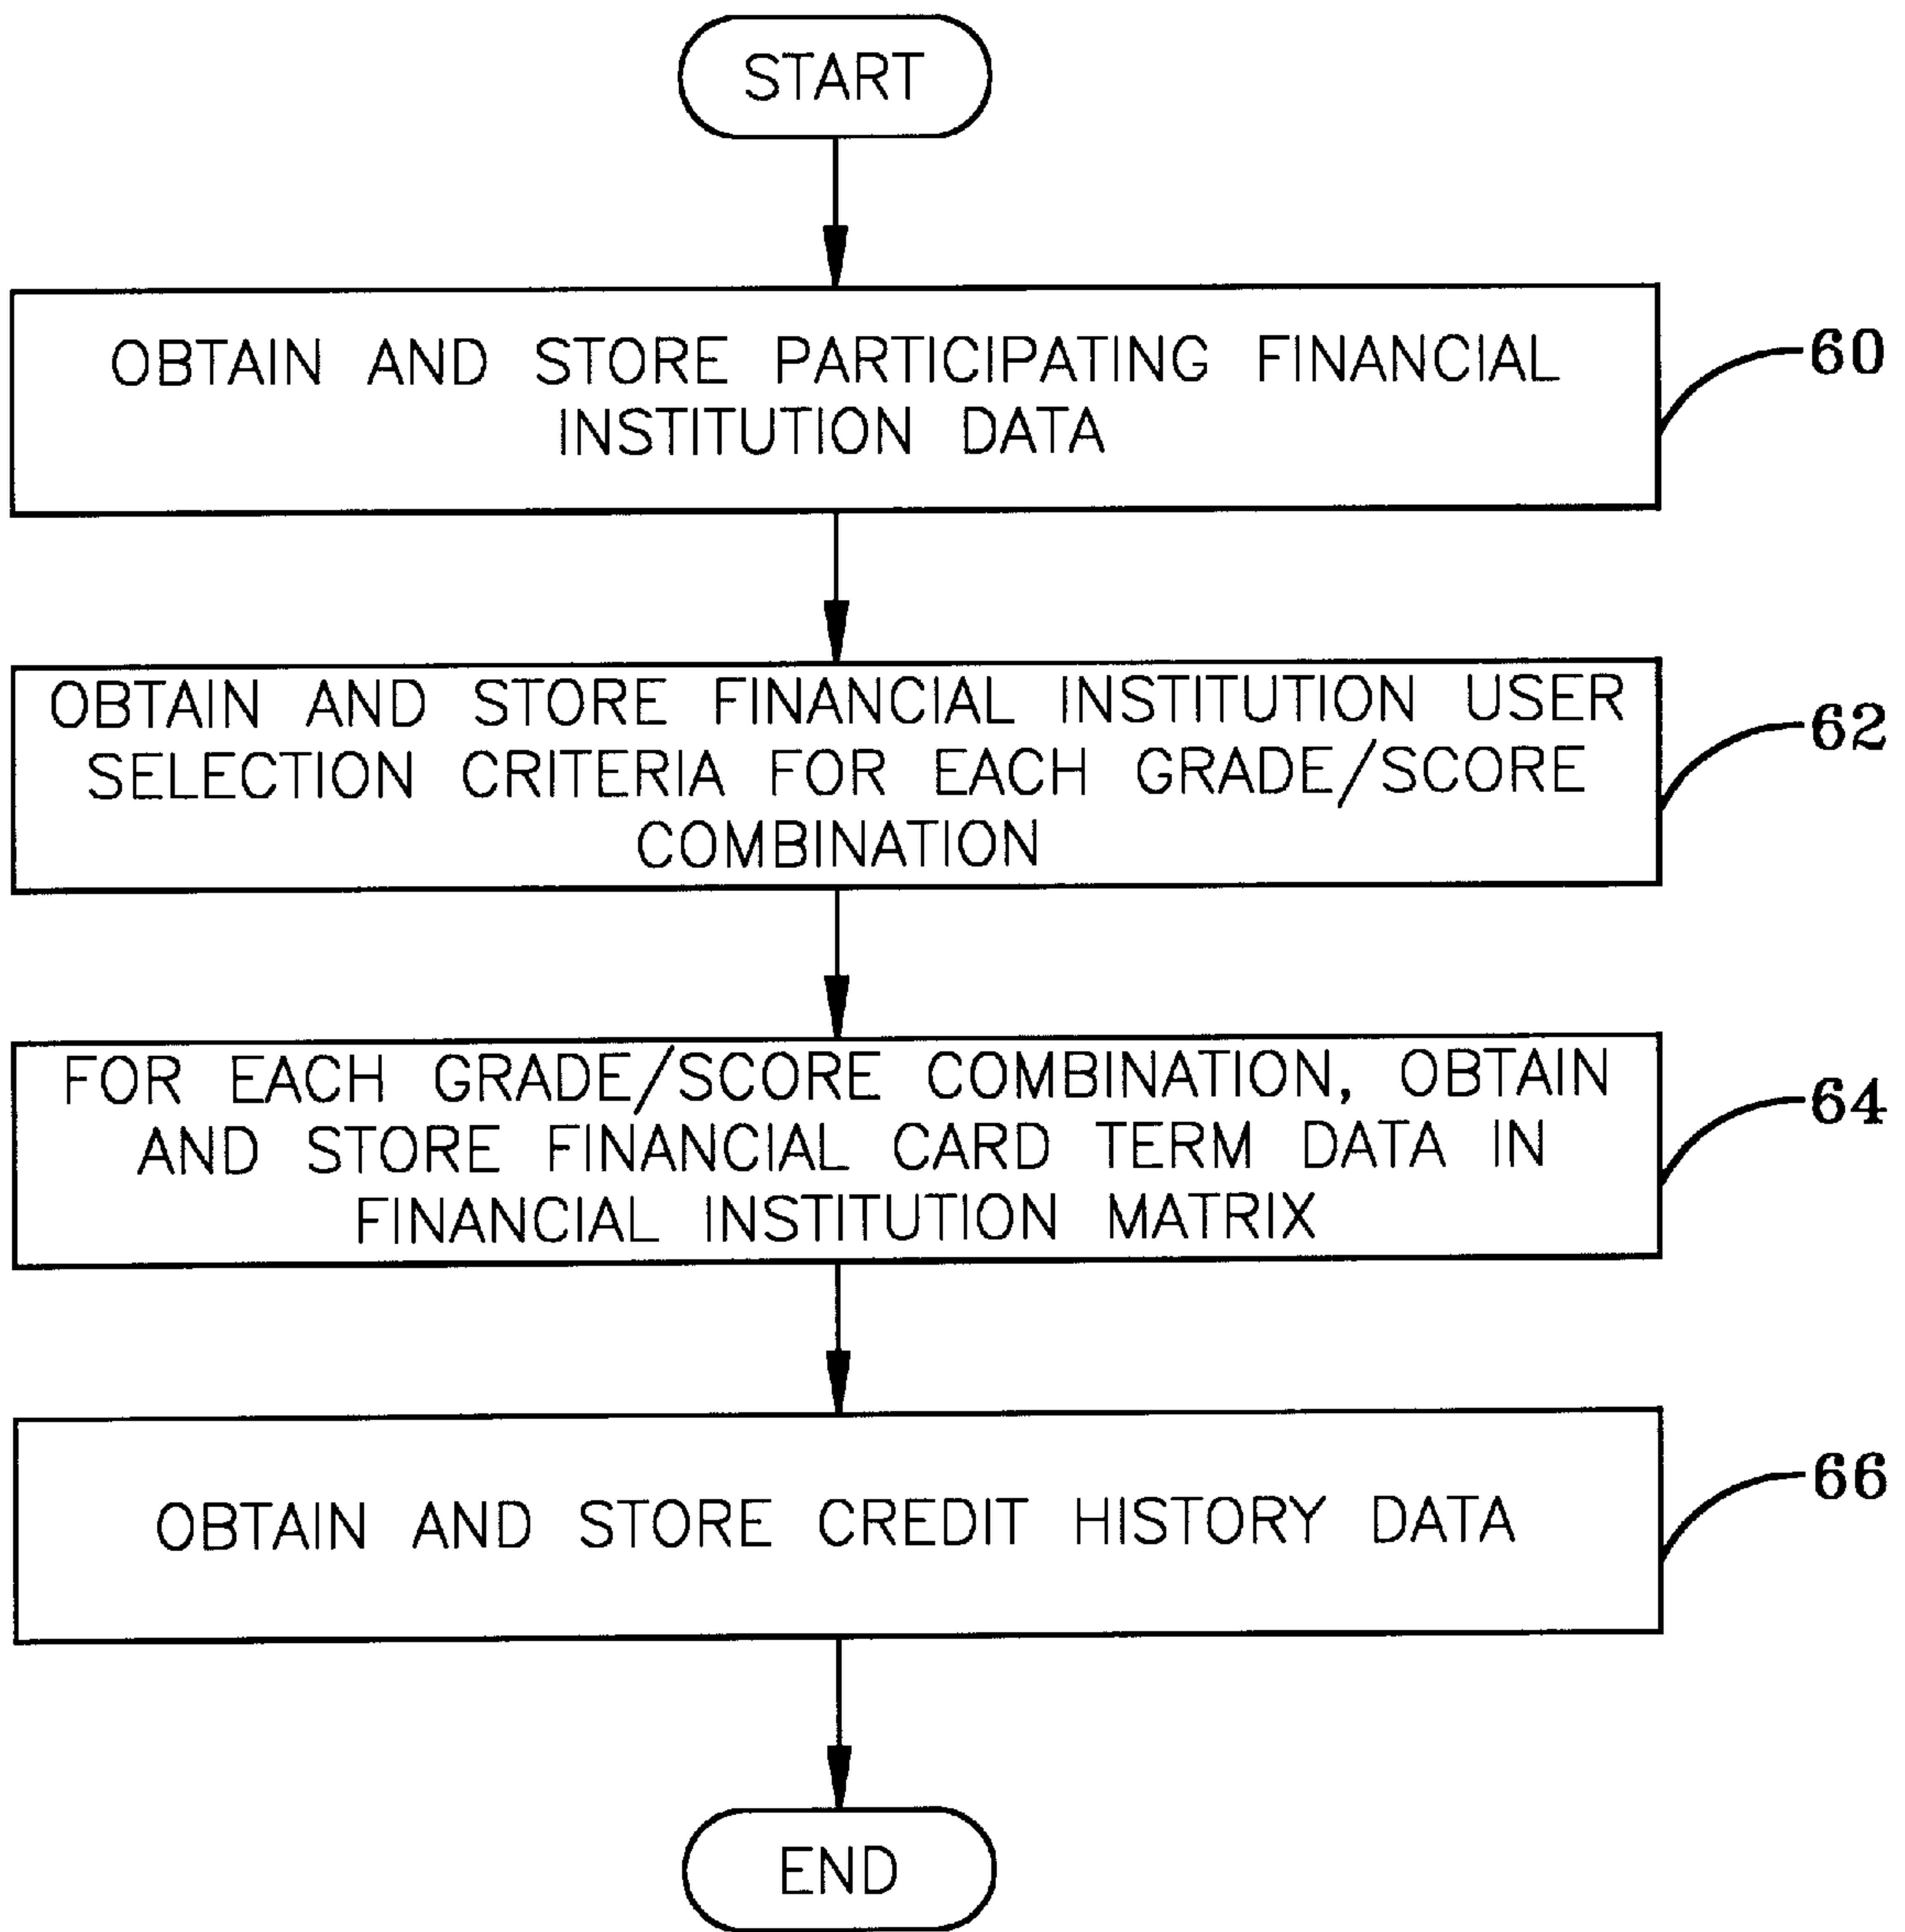 START
OBTAIN AND STORE PARTICIPATING FINANCIAL
INSTITUTION DATA
60
OBTAIN AND STORE FINANCIAL INSTITUTION USER
SELECTION CRITERIA FOR EACH GRADE/SCORE
COMBINATION
62
FOR EACH GRADE/SCORE COMBINATION, OBTAIN
AND STORE FINANCIAL CARD TERM DATA IN
FINANCIAL INSTITUTION MATRIX
64
OBTAIN AND STORE CREDIT HISTORY DATA
66
END